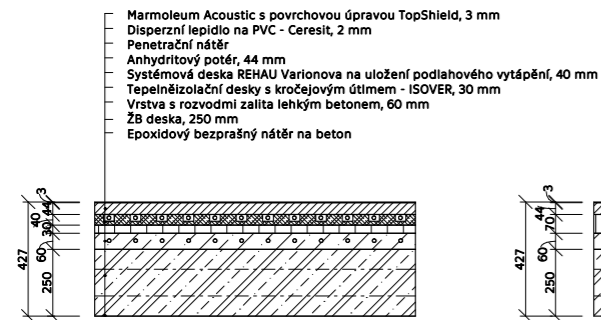 Marmoleum Acoustic s povrchovou úpravou TopShield, 3 mm
Disperzní lepidlo na PVC - Ceresit, 2 mm
Penetrační nátěr
Anhydritový potěr, 44 mm
Systémová deska REHAU Varionova na uložení podlahového vytápění, 40 mm
Tepelněizolační desky s kročejovým útlmem - ISOVER, 30 mm
Vrstva s rozvodmi zalita lehkým betonem, 60 mm
ŽB deska, 250 mm
Epoxidový bezprašný nátěr na beton
3
44
40
30
60
250
427
3
44
70
60
250
427